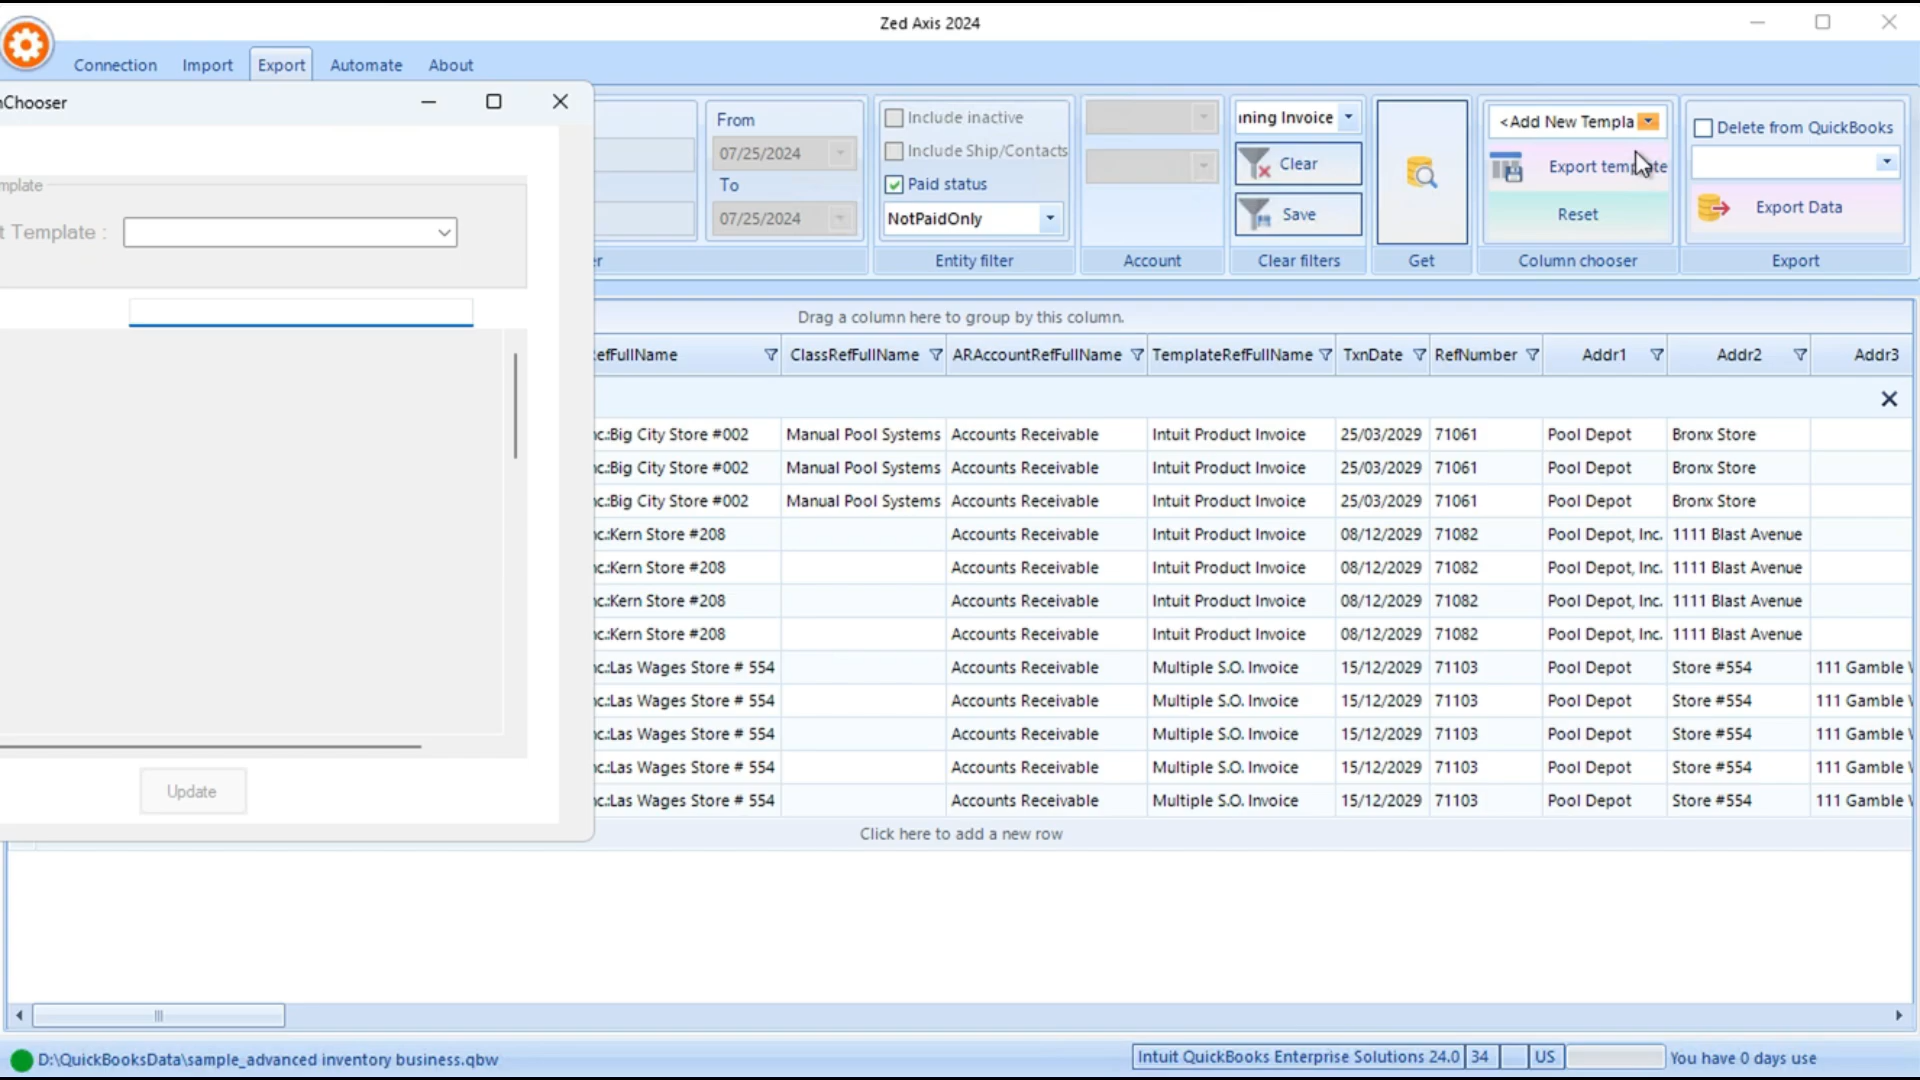 Zed Axis 2024
Connection Import Export Automate About
nChooser
mplate
t Template :
Update
From
07/25/2024
To
07/25/2024
er
Include inactive
Include Ship/Contacts
Paid status
NotPaidOnly
Entity filter
Account
ning Invoice
Clear
Save
Clear filters
Get
<Add New Templa
Export template
Reset
Column chooser
Delete from QuickBooks
Export Data
Export
Drag a column here to group by this column.
RefFullName ClassRefFullName ARAccountRefFullName TemplateRefFullName TxnDate RefNumber Addr1 Addr2 Addr3
nc.:Big City Store #002 Manual Pool Systems Accounts Receivable Intuit Product Invoice 25/03/2029 71061 Pool Depot Bronx Store
nc.:Big City Store #002 Manual Pool Systems Accounts Receivable Intuit Product Invoice 25/03/2029 71061 Pool Depot Bronx Store
nc.:Big City Store #002 Manual Pool Systems Accounts Receivable Intuit Product Invoice 25/03/2029 71061 Pool Depot Bronx Store
nc.:Kern Store #208 Accounts Receivable Intuit Product Invoice 08/12/2029 71082 Pool Depot, Inc. 1111 Blast Avenue
nc.:Kern Store #208 Accounts Receivable Intuit Product Invoice 08/12/2029 71082 Pool Depot, Inc. 1111 Blast Avenue
nc.:Kern Store #208 Accounts Receivable Intuit Product Invoice 08/12/2029 71082 Pool Depot, Inc. 1111 Blast Avenue
nc.:Kern Store #208 Accounts Receivable Intuit Product Invoice 08/12/2029 71082 Pool Depot, Inc. 1111 Blast Avenue
nc.:Las Wages Store # 554 Accounts Receivable Multiple S.O. Invoice 15/12/2029 71103 Pool Depot Store #554 111 Gamble W
nc.:Las Wages Store # 554 Accounts Receivable Multiple S.O. Invoice 15/12/2029 71103 Pool Depot Store #554 111 Gamble W
nc.:Las Wages Store # 554 Accounts Receivable Multiple S.O. Invoice 15/12/2029 71103 Pool Depot Store #554 111 Gamble W
nc.:Las Wages Store # 554 Accounts Receivable Multiple S.O. Invoice 15/12/2029 71103 Pool Depot Store #554 111 Gamble W
nc.:Las Wages Store # 554 Accounts Receivable Multiple S.O. Invoice 15/12/2029 71103 Pool Depot Store #554 111 Gamble W
Click here to add a new row
D:\QuickBooksData\sample_advanced inventory business.qbw
Intuit QuickBooks Enterprise Solutions 24.0 34 US You have 0 days use